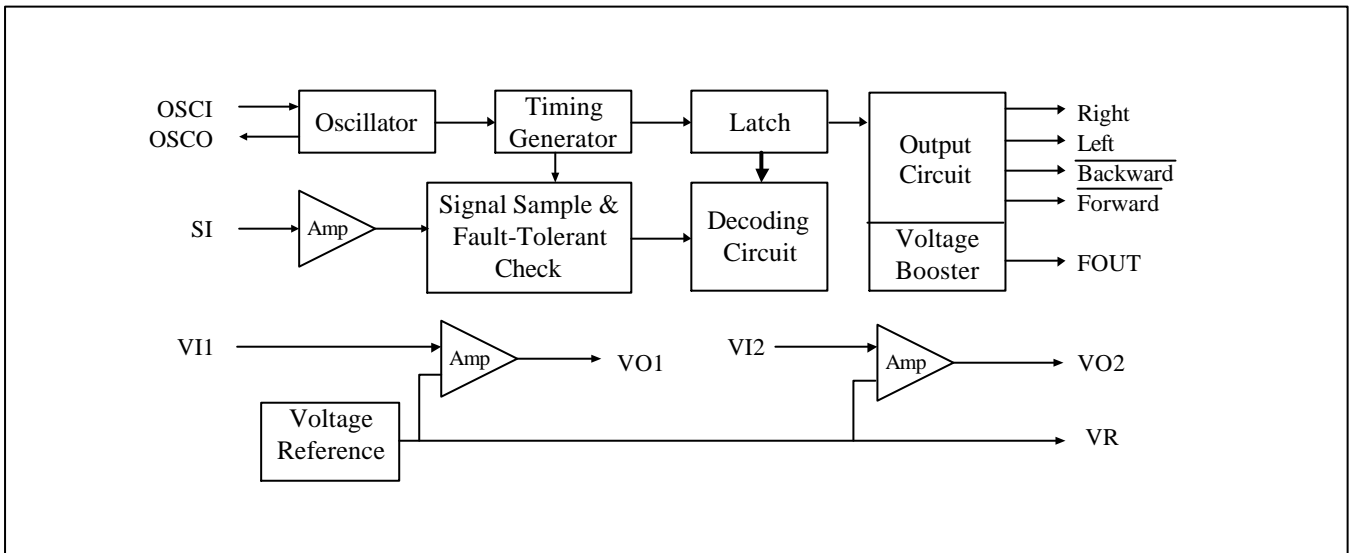 OSCI
OSCO
Oscillator
Timing
Generator
Latch
Output
Circuit
Right
Left
Backward
Forward
SI
Amp
Signal Sample &
Fault-Tolerant
Check
Decoding
Circuit
Voltage
Booster
FOUT
VI1
Amp
VO1
VI2
Amp
VO2
Voltage
Reference
VR